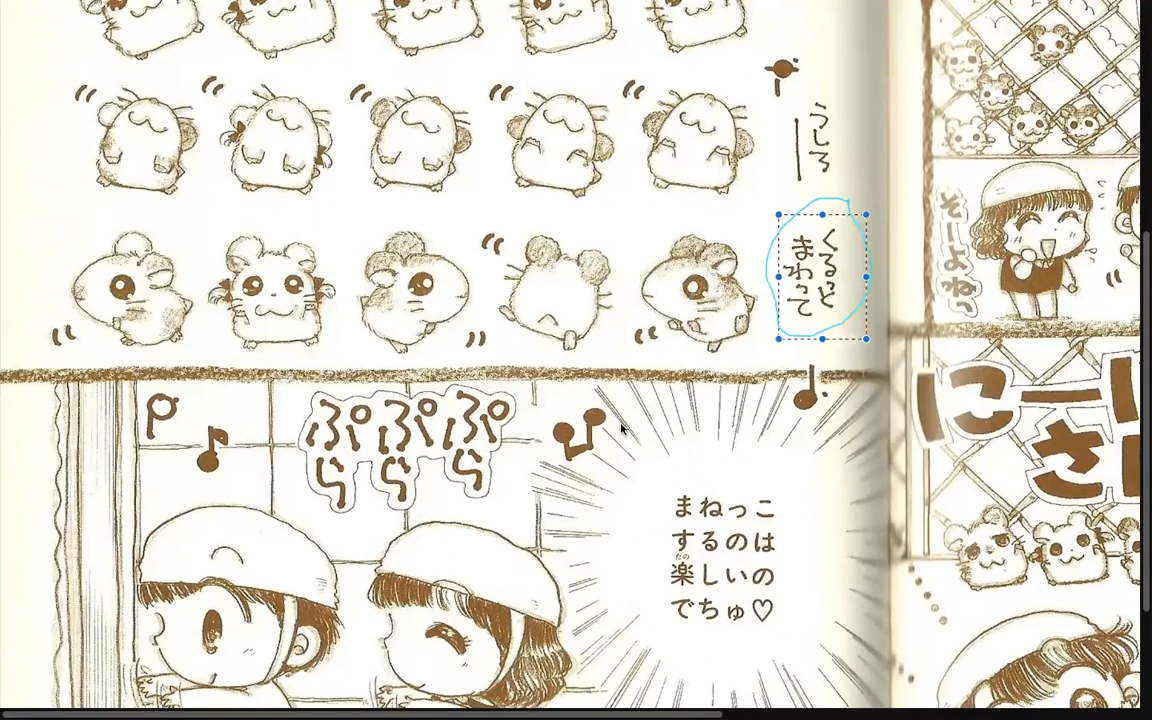 うしろ
くるっと
まわって
ぷら
ぷら
ぷら
まねっこ
するのは
楽しいの
でちゅ♡
そーよねっ
にー
さ